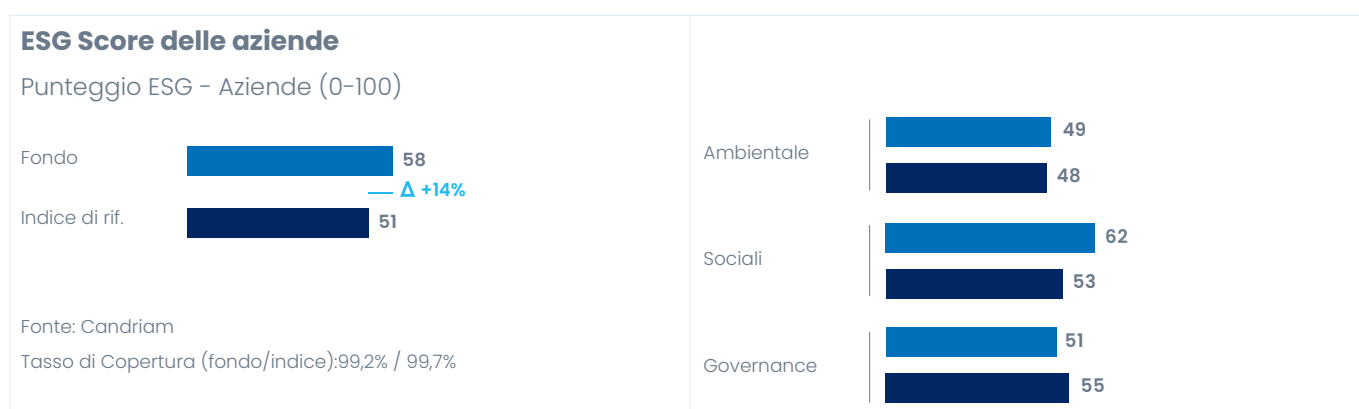 ESG Score delle aziende
Punteggio ESG - Aziende (0-100)
Fondo
58
Δ +14%
Indice di rif.
51
Fonte: Candriam
Tasso di Copertura (fondo/indice):99,2% / 99,7%
Ambientale
49
48
Sociali
62
53
Governance
51
55